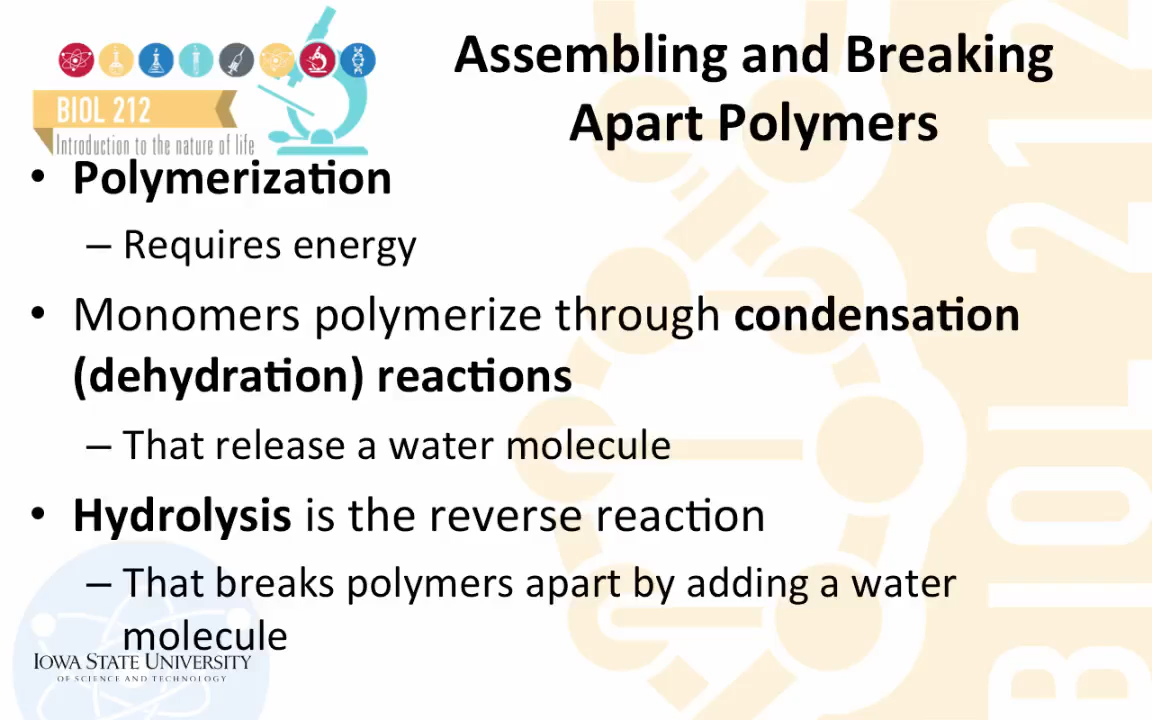 BIOL 212
Introduction to the nature of life
Assembling and Breaking
Apart Polymers
• Polymerization
– Requires energy
• Monomers polymerize through condensation
(dehydration) reactions
– That release a water molecule
• Hydrolysis is the reverse reaction
– That breaks polymers apart by adding a water
molecule
IOWA STATE UNIVERSITY
OF SCIENCE AND TECHNOLOGY
BIOL 212